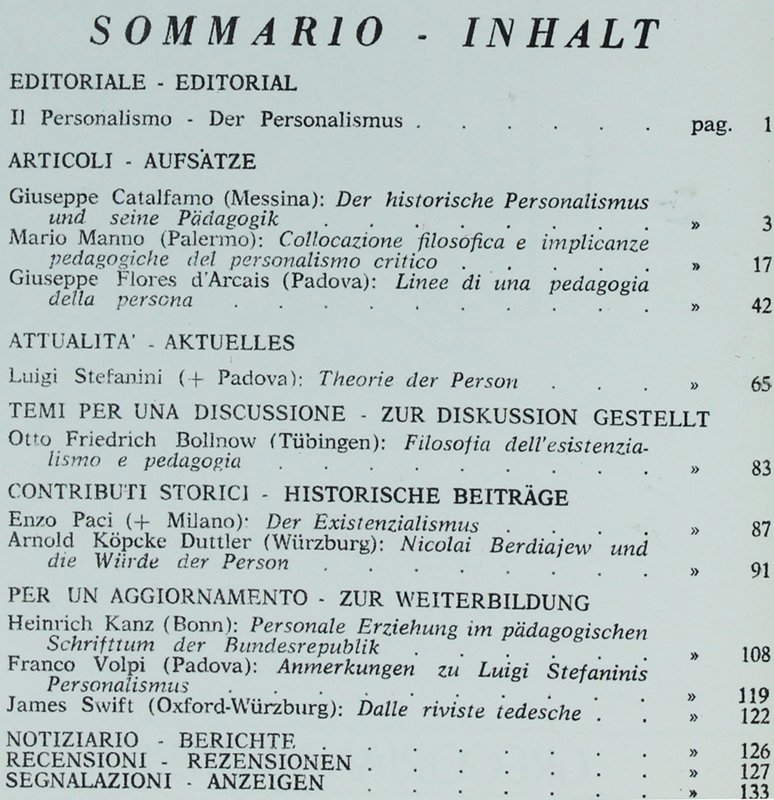 SOMMARIO - INHALT
EDITORIALE - EDITORIAL
Il Personalismo - Der Personalismus . . . . . . pag. 1
ARTICOLI - AUFSÄTZE
Giuseppe Catalfamo (Messina): Der historische Personalismus
und seine Pädagogik . . . . . . . . » 3
Mario Manno (Palermo): Collocazione filosofica e implicanze
pedagogiche del personalismo critico . . . . . » 17
Giuseppe Flores d'Arcais (Padova): Linee di una pedagogia
della persona . . . . . . . . . . » 42
ATTUALITA' - AKTUELLES
Luigi Stefanini (+ Padova): Theorie der Person . . . » 65
TEMI PER UNA DISCUSSIONE - ZUR DISKUSSION GESTELLT
Otto Friedrich Bollnow (Tübingen): Filosofia dell'esistenzia-
lismo e pedagogia . . . . . . . . . » 83
CONTRIBUTI STORICI - HISTORISCHE BEITRÄGE
Enzo Paci (+ Milano): Der Existenzialismus . . . . » 87
Arnold Köpcke Duttler (Würzburg): Nicolai Berdiajew und
die Würde der Person . . . . . . . . » 91
PER UN AGGIORNAMENTO - ZUR WEITERBILDUNG
Heinrich Kanz (Bonn): Personale Erziehung im pädagogischen
Schrifttum der Bundesrepublik . . . . . . » 108
Franco Volpi (Padova): Anmerkungen zu Luigi Stefaninis
Personalismus . . . . . . . . . . » 119
James Swift (Oxford-Würzburg): Dalle riviste tedesche . . » 122
NOTIZIARIO - BERICHTE . . . . . . . » 126
RECENSIONI - REZENSIONEN . . . . . . » 127
SEGNALAZIONI - ANZEIGEN . . . . . . » 133